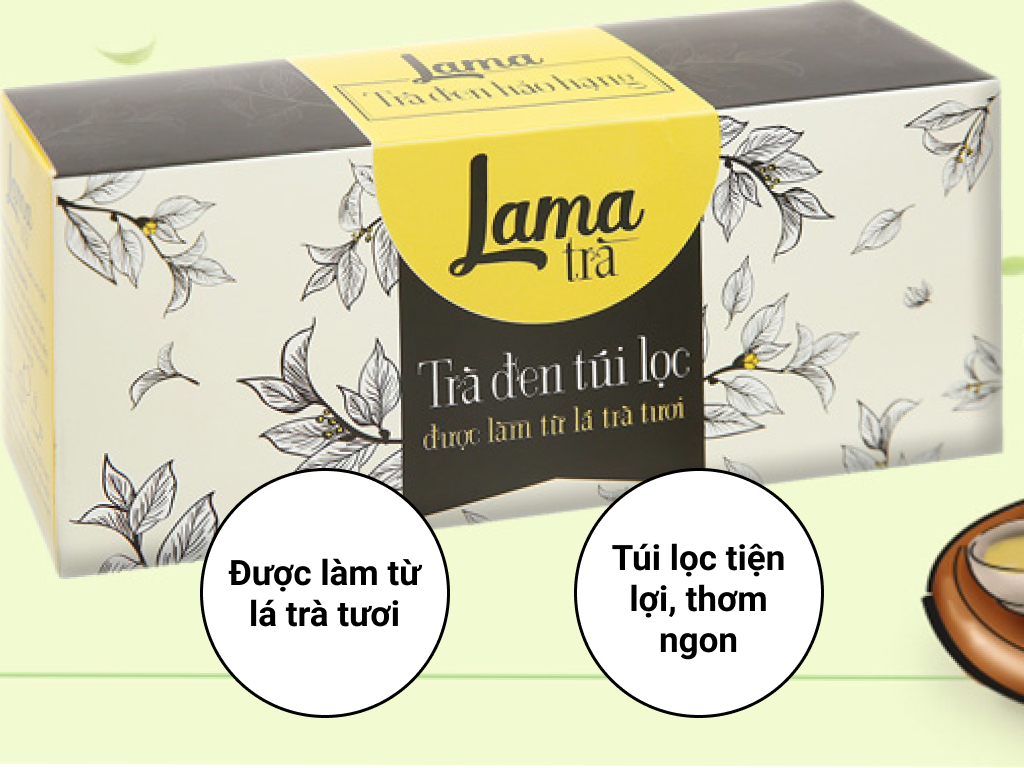 Lama
Trà đen hảo hạng
Lama
trà
Trà đen túi lọc
được làm từ lá trà tươi
Được làm từ
lá trà tươi
Túi lọc tiện
lợi, thơm
ngon